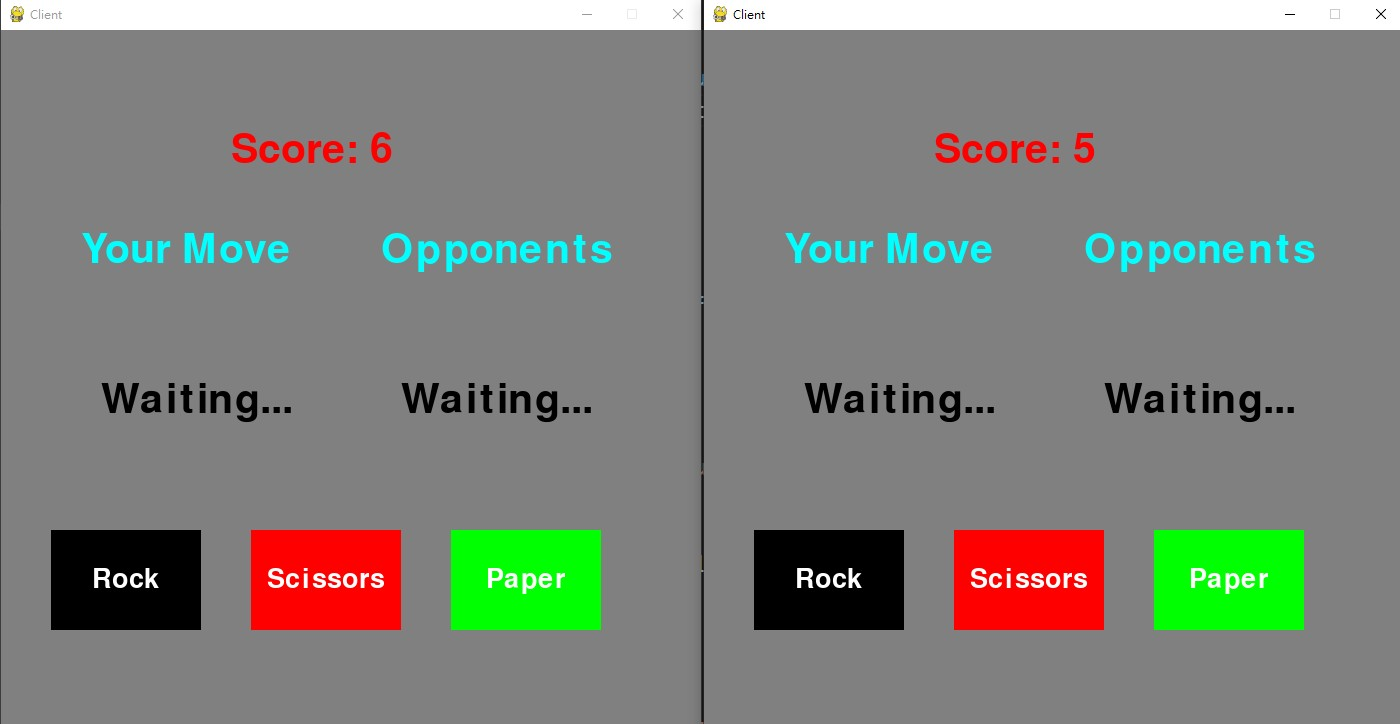 Client
Score: 6
Your Move Opponents
Waiting... Waiting...
Rock Scissors Paper
Client
Score: 5
Your Move Opponents
Waiting... Waiting...
Rock Scissors Paper